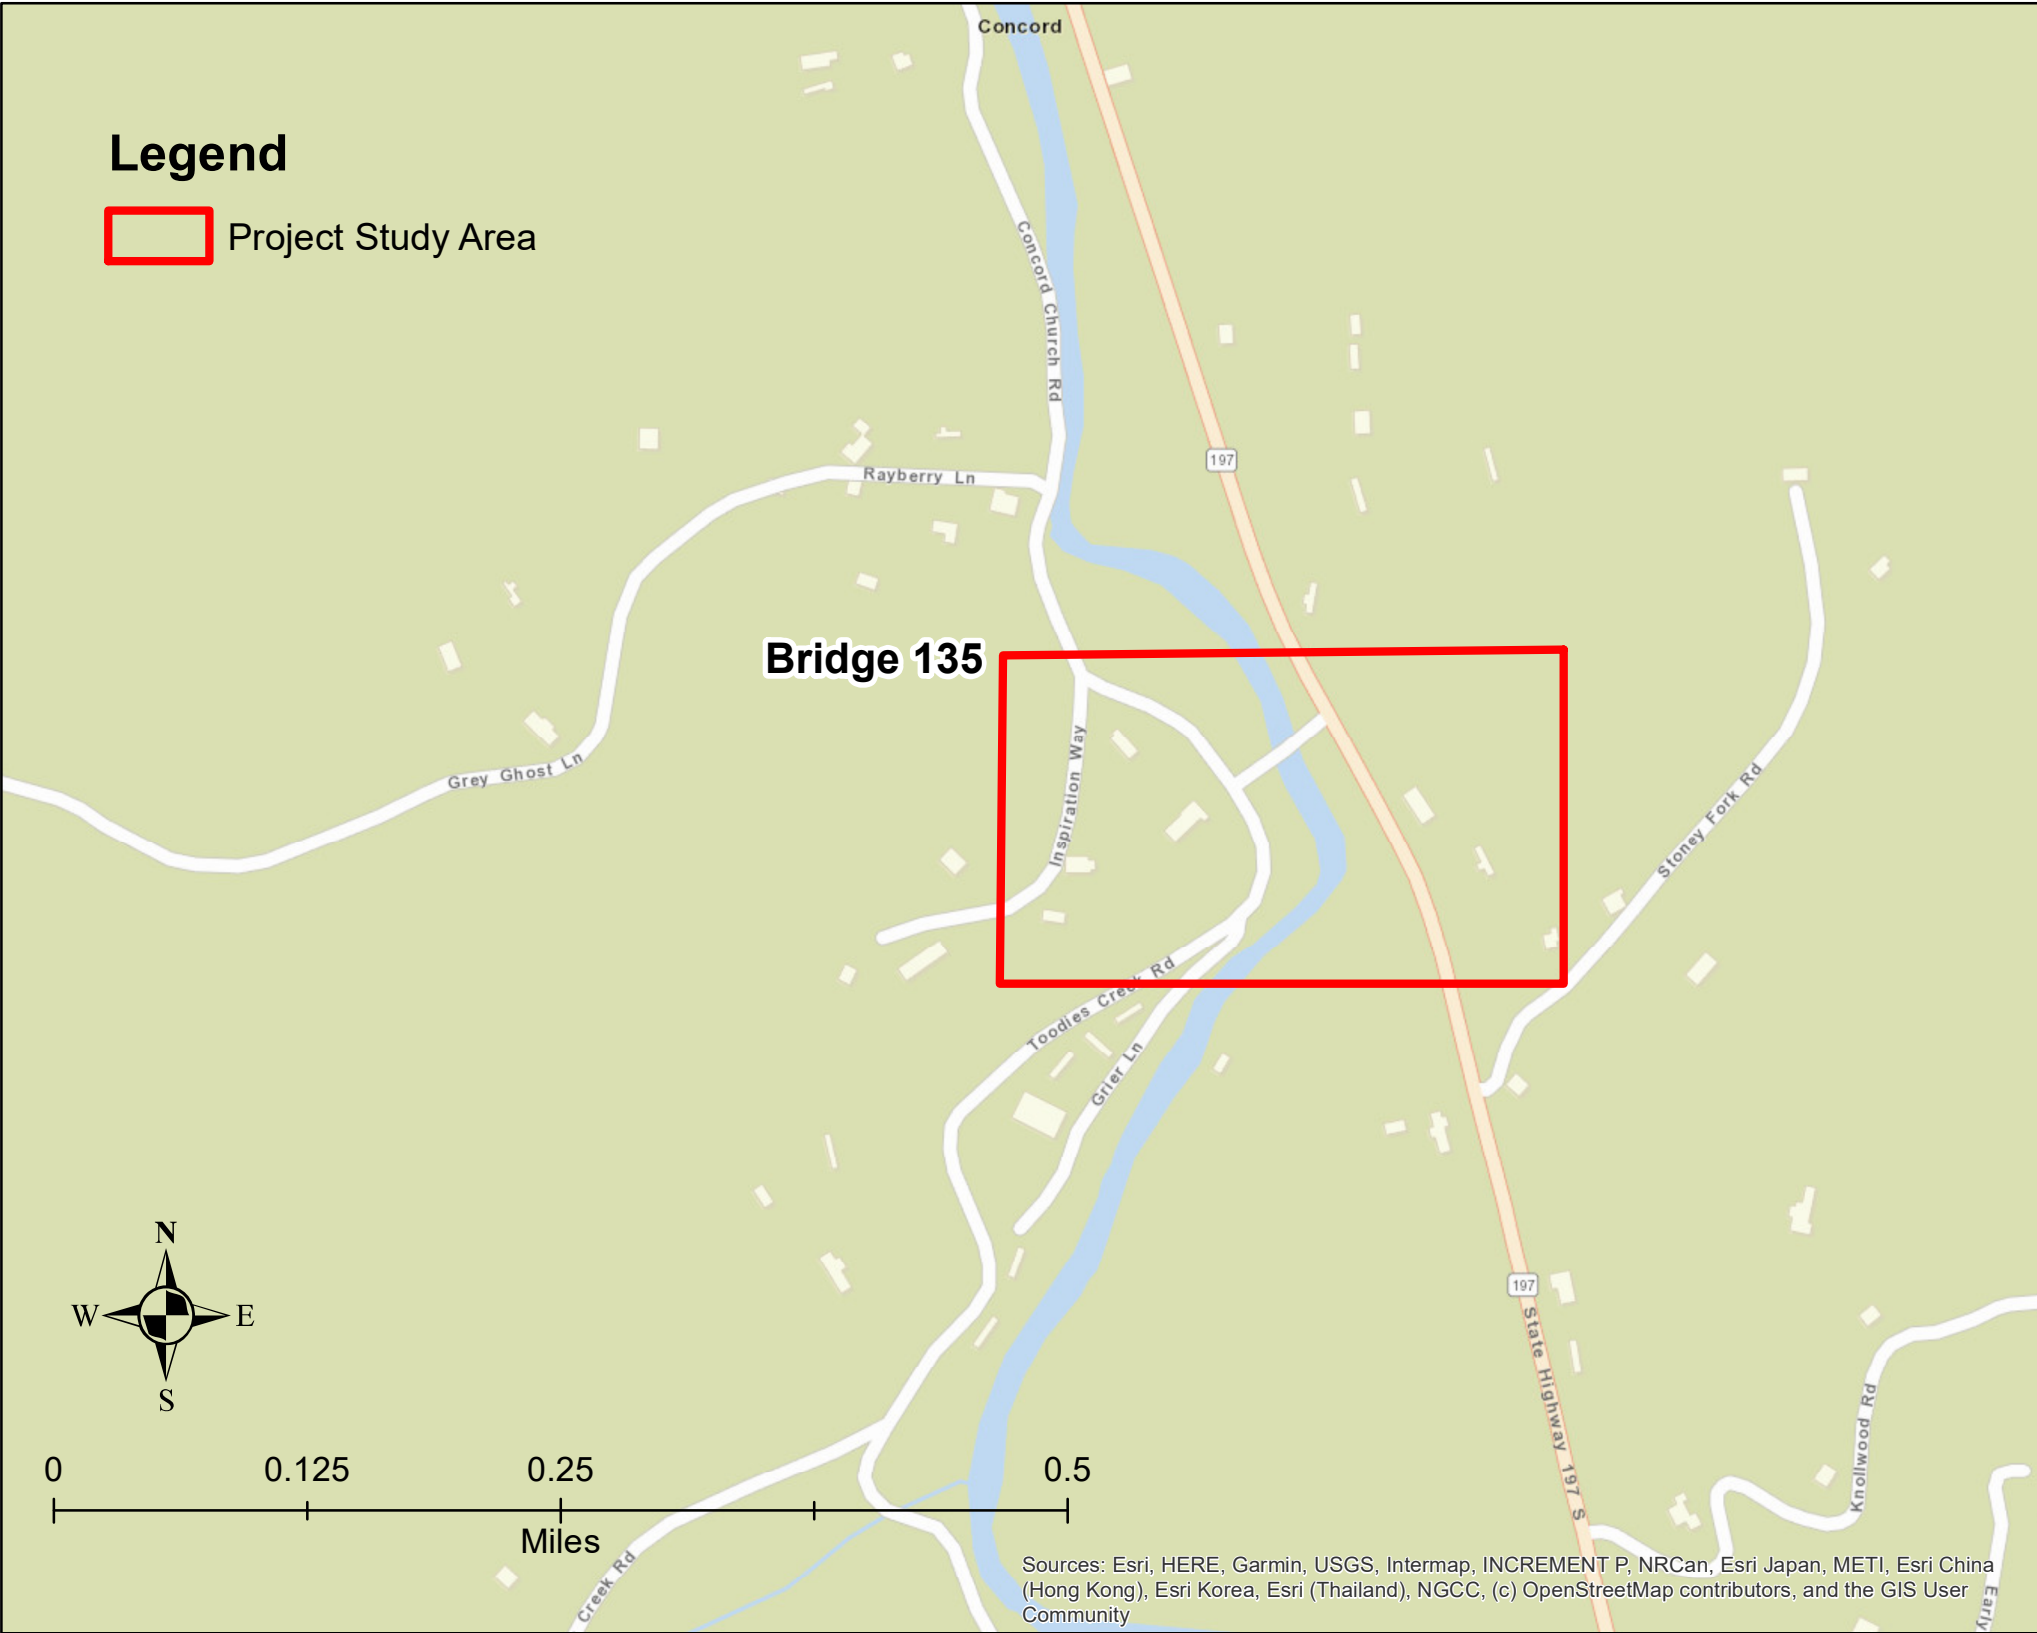 Concord
Legend
Project Study Area
Concord Church Rd
197
Rayberry Ln
Bridge 135
Inspiration Way
Grey Ghost Ln
Stoney Fork Rd
Toodies Creek Rd
Grier Ln
N
W E
S
197
State Highway 197 S
Knollwood Rd
0 0.125 0.25 0.5
Miles
Creek Rd
Early
Sources: Esri, HERE, Garmin, USGS, Intermap, INCREMENT P, NRCan, Esri Japan, METI, Esri China
(Hong Kong), Esri Korea, Esri (Thailand), NGCC, (c) OpenStreetMap contributors, and the GIS User
Community